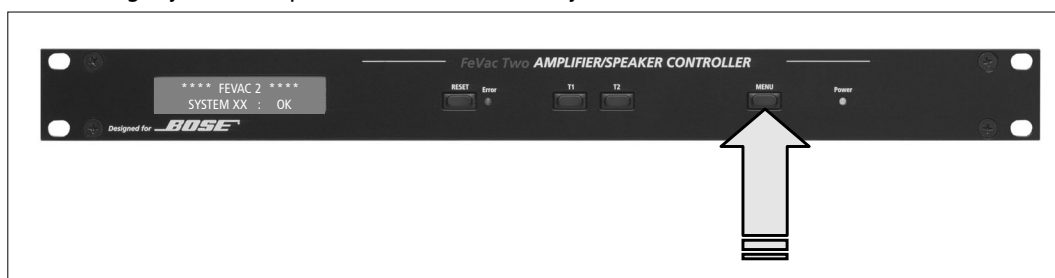 FeVac Two AMPLIFIER/SPEAKER CONTROLLER
* * * * FEVAC 2 * * * *
SYSTEM XX : OK
RESET Error T1 T2 MENU Power
Designed for BOSE